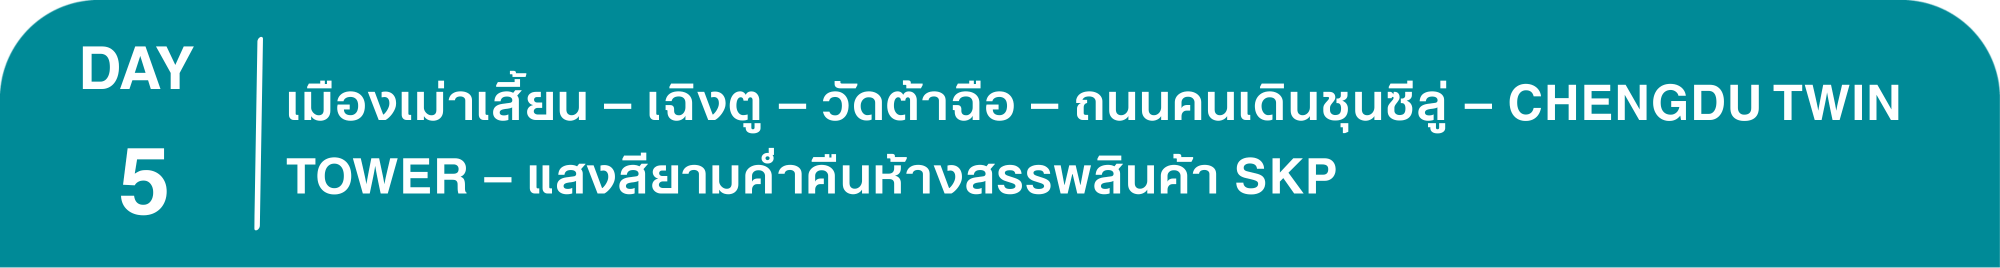 DAY
5
เมืองเม่าเสี้ยน – เฉิงตู – วัดต้าฉือ – ถนนคนเดินชุนซีลู่ – CHENGDU TWIN
TOWER – แสงสียามค่ำคืนห้างสรรพสินค้า SKP